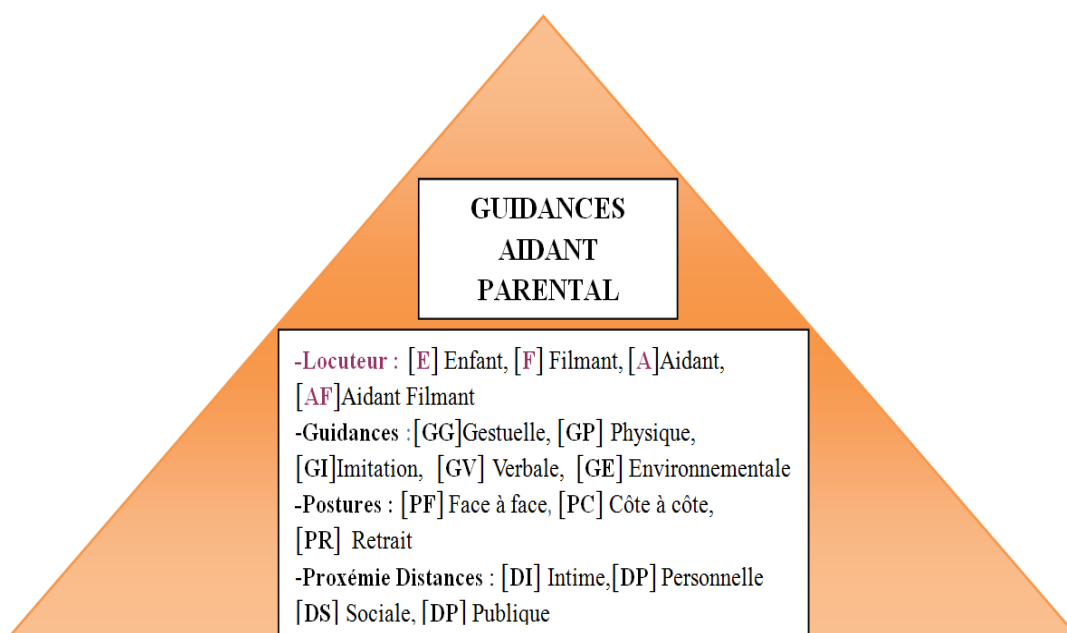 GUIDANCES
AIDANT
PARENTAL
-Locuteur : [E] Enfant, [F] Filmant, [A]Aidant,
[AF]Aidant Filmant
-Guidances :[GG]Gestuelle, [GP] Physique,
[GI]Imitation, [GV] Verbale, [GE] Environnementale
-Postures : [PF] Face à face, [PC] Côte à côte,
[PR] Retrait
-Proxémie Distances : [DI] Intime,[DP] Personnelle
[DS] Sociale, [DP] Publique